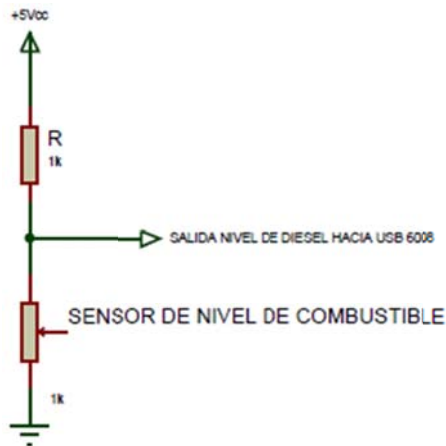 +5Vcc
R
1k
SALIDA NIVEL DE DIESEL HACIA USB 6008
SENSOR DE NIVEL DE COMBUSTIBLE
1k